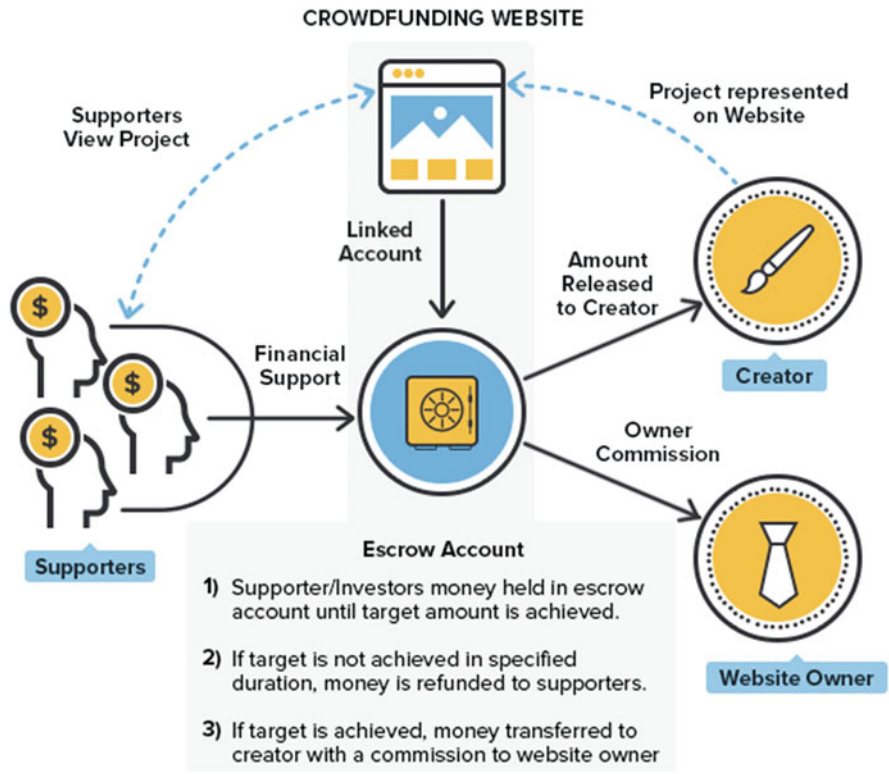 CROWDFUNDING WEBSITE
Supporters
View Project
Project represented
on Website
Linked
Account
Amount
Released
to Creator
$
$
$
Financial
Support
Creator
Owner
Commission
Supporters
Escrow Account
1) Supporter/Investors money held in escrow
account until target amount is achieved.
2) If target is not achieved in specified
duration, money is refunded to supporters.
3) If target is achieved, money transferred to
creator with a commission to website owner
Website Owner